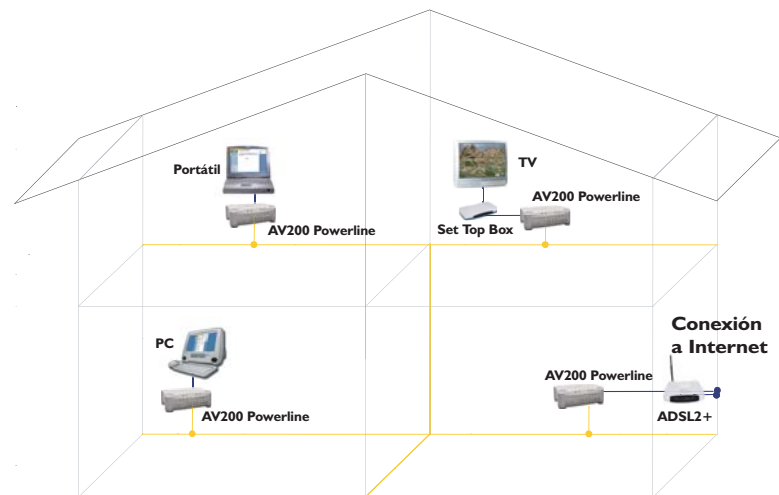 Portátil
TV
AV200 Powerline
AV200 Powerline
Set Top Box
Conexión
a Internet
PC
AV200 Powerline
AV200 Powerline
ADSL2+